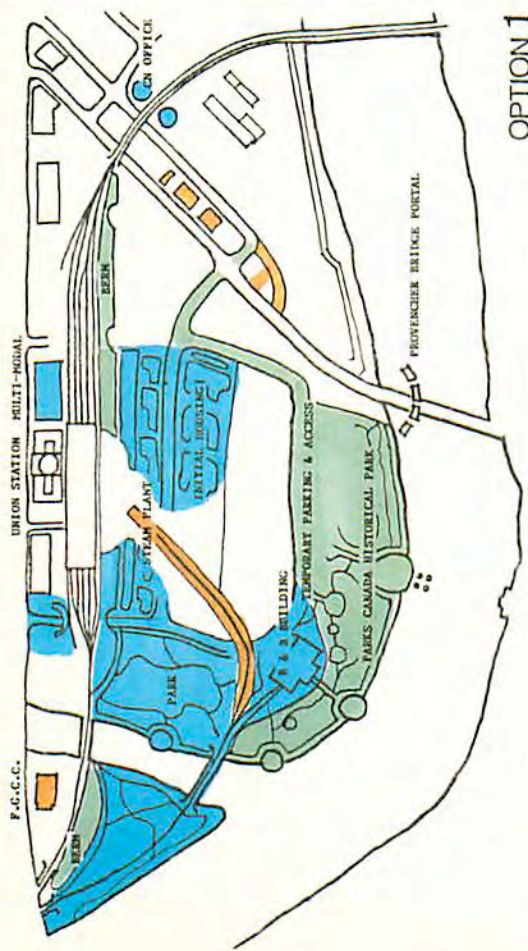 F.G.C.C.
UNION STATION
MULTI-MODAL
CN OFFICE
BERM
BERM
PARK
STEAM PLANT
INITIAL HOUSING
B & B BUILDING
TEMPORARY PARKING & ACCESS
PARKS CANADA HISTORICAL PARK
PROVENCHER BRIDGE PORTAL
OPTION 1